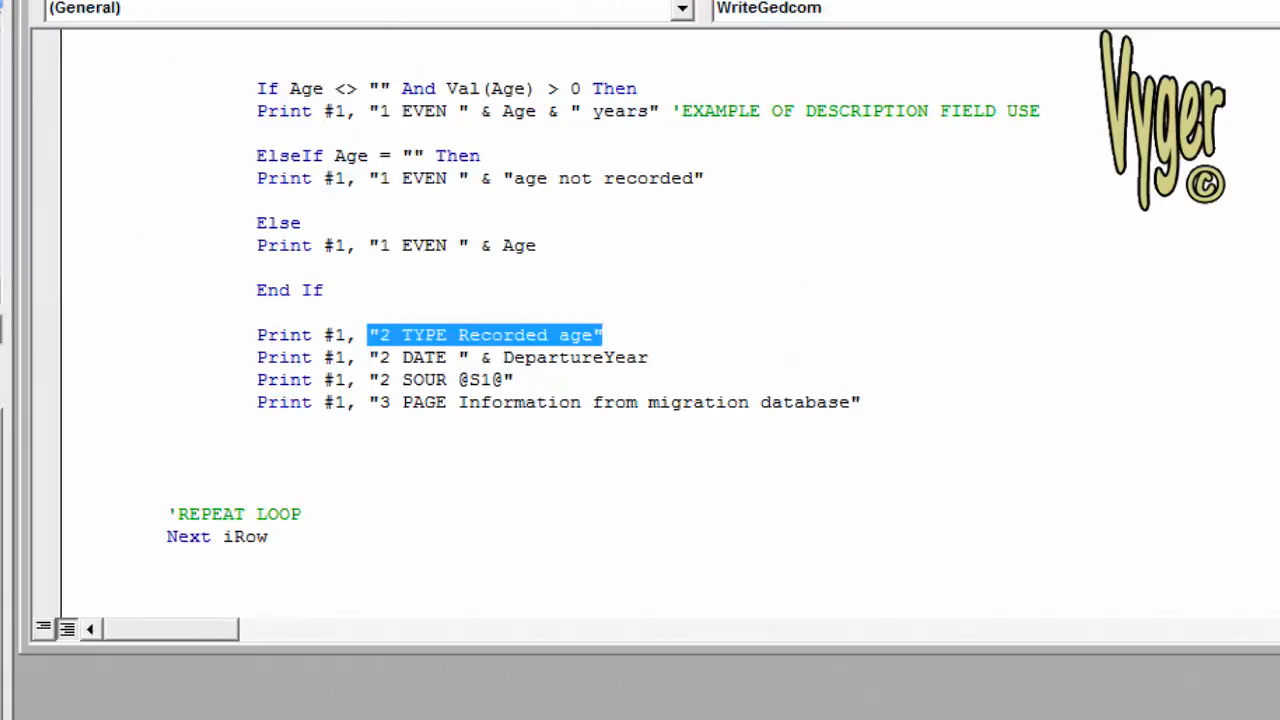 (General)
WriteGedcom
If Age <> "" And Val(Age) > 0 Then
Print #1, "1 EVEN " & Age & " years" 'EXAMPLE OF DESCRIPTION FIELD USE
ElseIf Age = "" Then
Print #1, "1 EVEN " & "age not recorded"
Else
Print #1, "1 EVEN " & Age
End If
Print #1, "2 TYPE Recorded age"
Print #1, "2 DATE " & DepartureYear
Print #1, "2 SOUR @S1@"
Print #1, "3 PAGE Information from migration database"
'REPEAT LOOP
Next iRow
Vyger ©